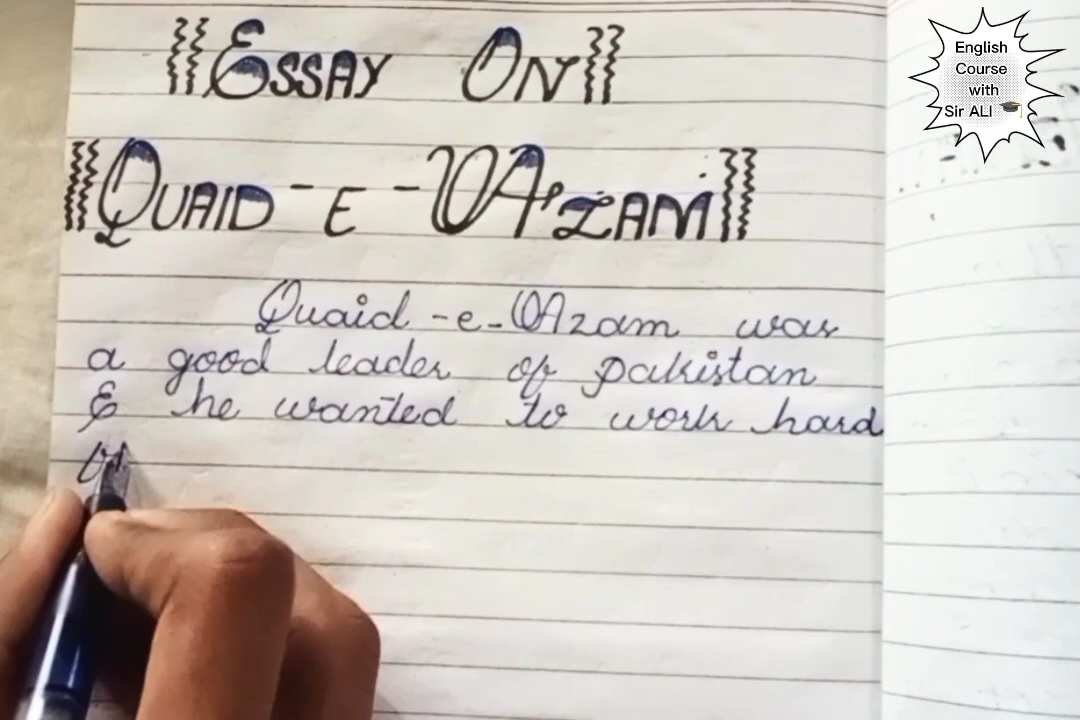 ESSAY ON
QUAID-E-A'ZAM
Quaid-e-Azam was
a good leader of pakistan
& he wanted to work hard
English
Course
with
Sir ALI